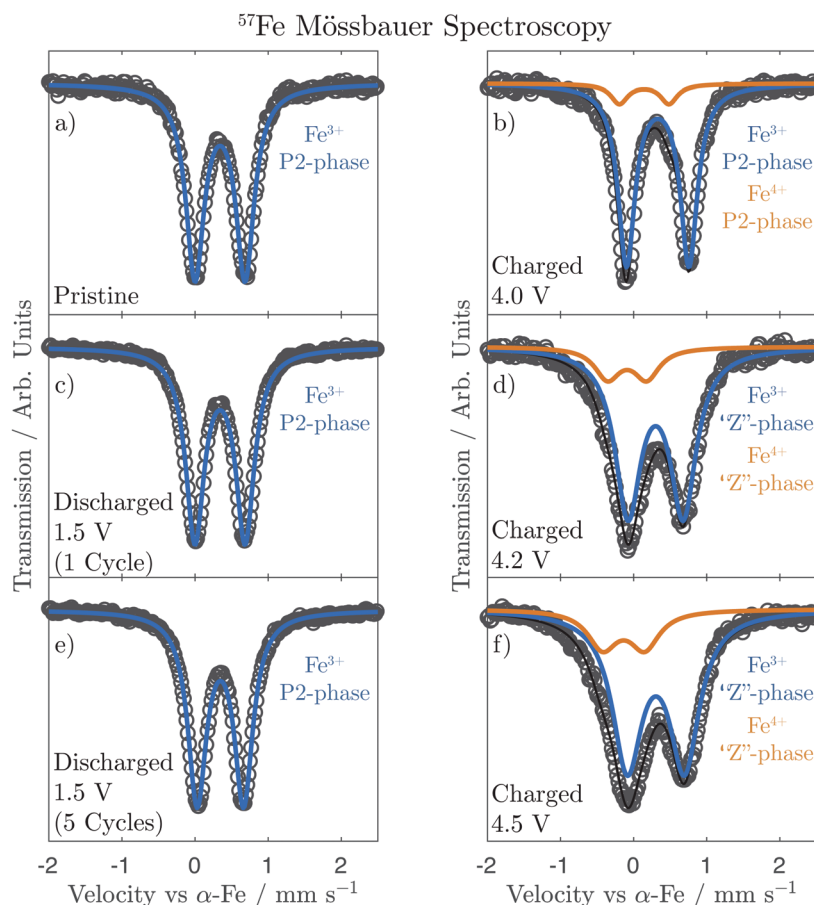 ⁵⁷Fe Mössbauer Spectroscopy
a)
Fe³⁺
P2-phase
Pristine
b)
Fe³⁺
P2-phase
Fe⁴⁺
P2-phase
Charged
4.0 V
c)
Fe³⁺
P2-phase
Discharged
1.5 V
(1 Cycle)
d)
Fe³⁺
“Z”-phase
Fe⁴⁺
“Z”-phase
Charged
4.2 V
e)
Fe³⁺
P2-phase
Discharged
1.5 V
(5 Cycles)
f)
Fe³⁺
“Z”-phase
Fe⁴⁺
“Z”-phase
Charged
4.5 V
Transmission / Arb. Units
Transmission / Arb. Units
-2 -1 0 1 2
-2 -1 0 1 2
Velocity vs α-Fe / mm s⁻¹
Velocity vs α-Fe / mm s⁻¹